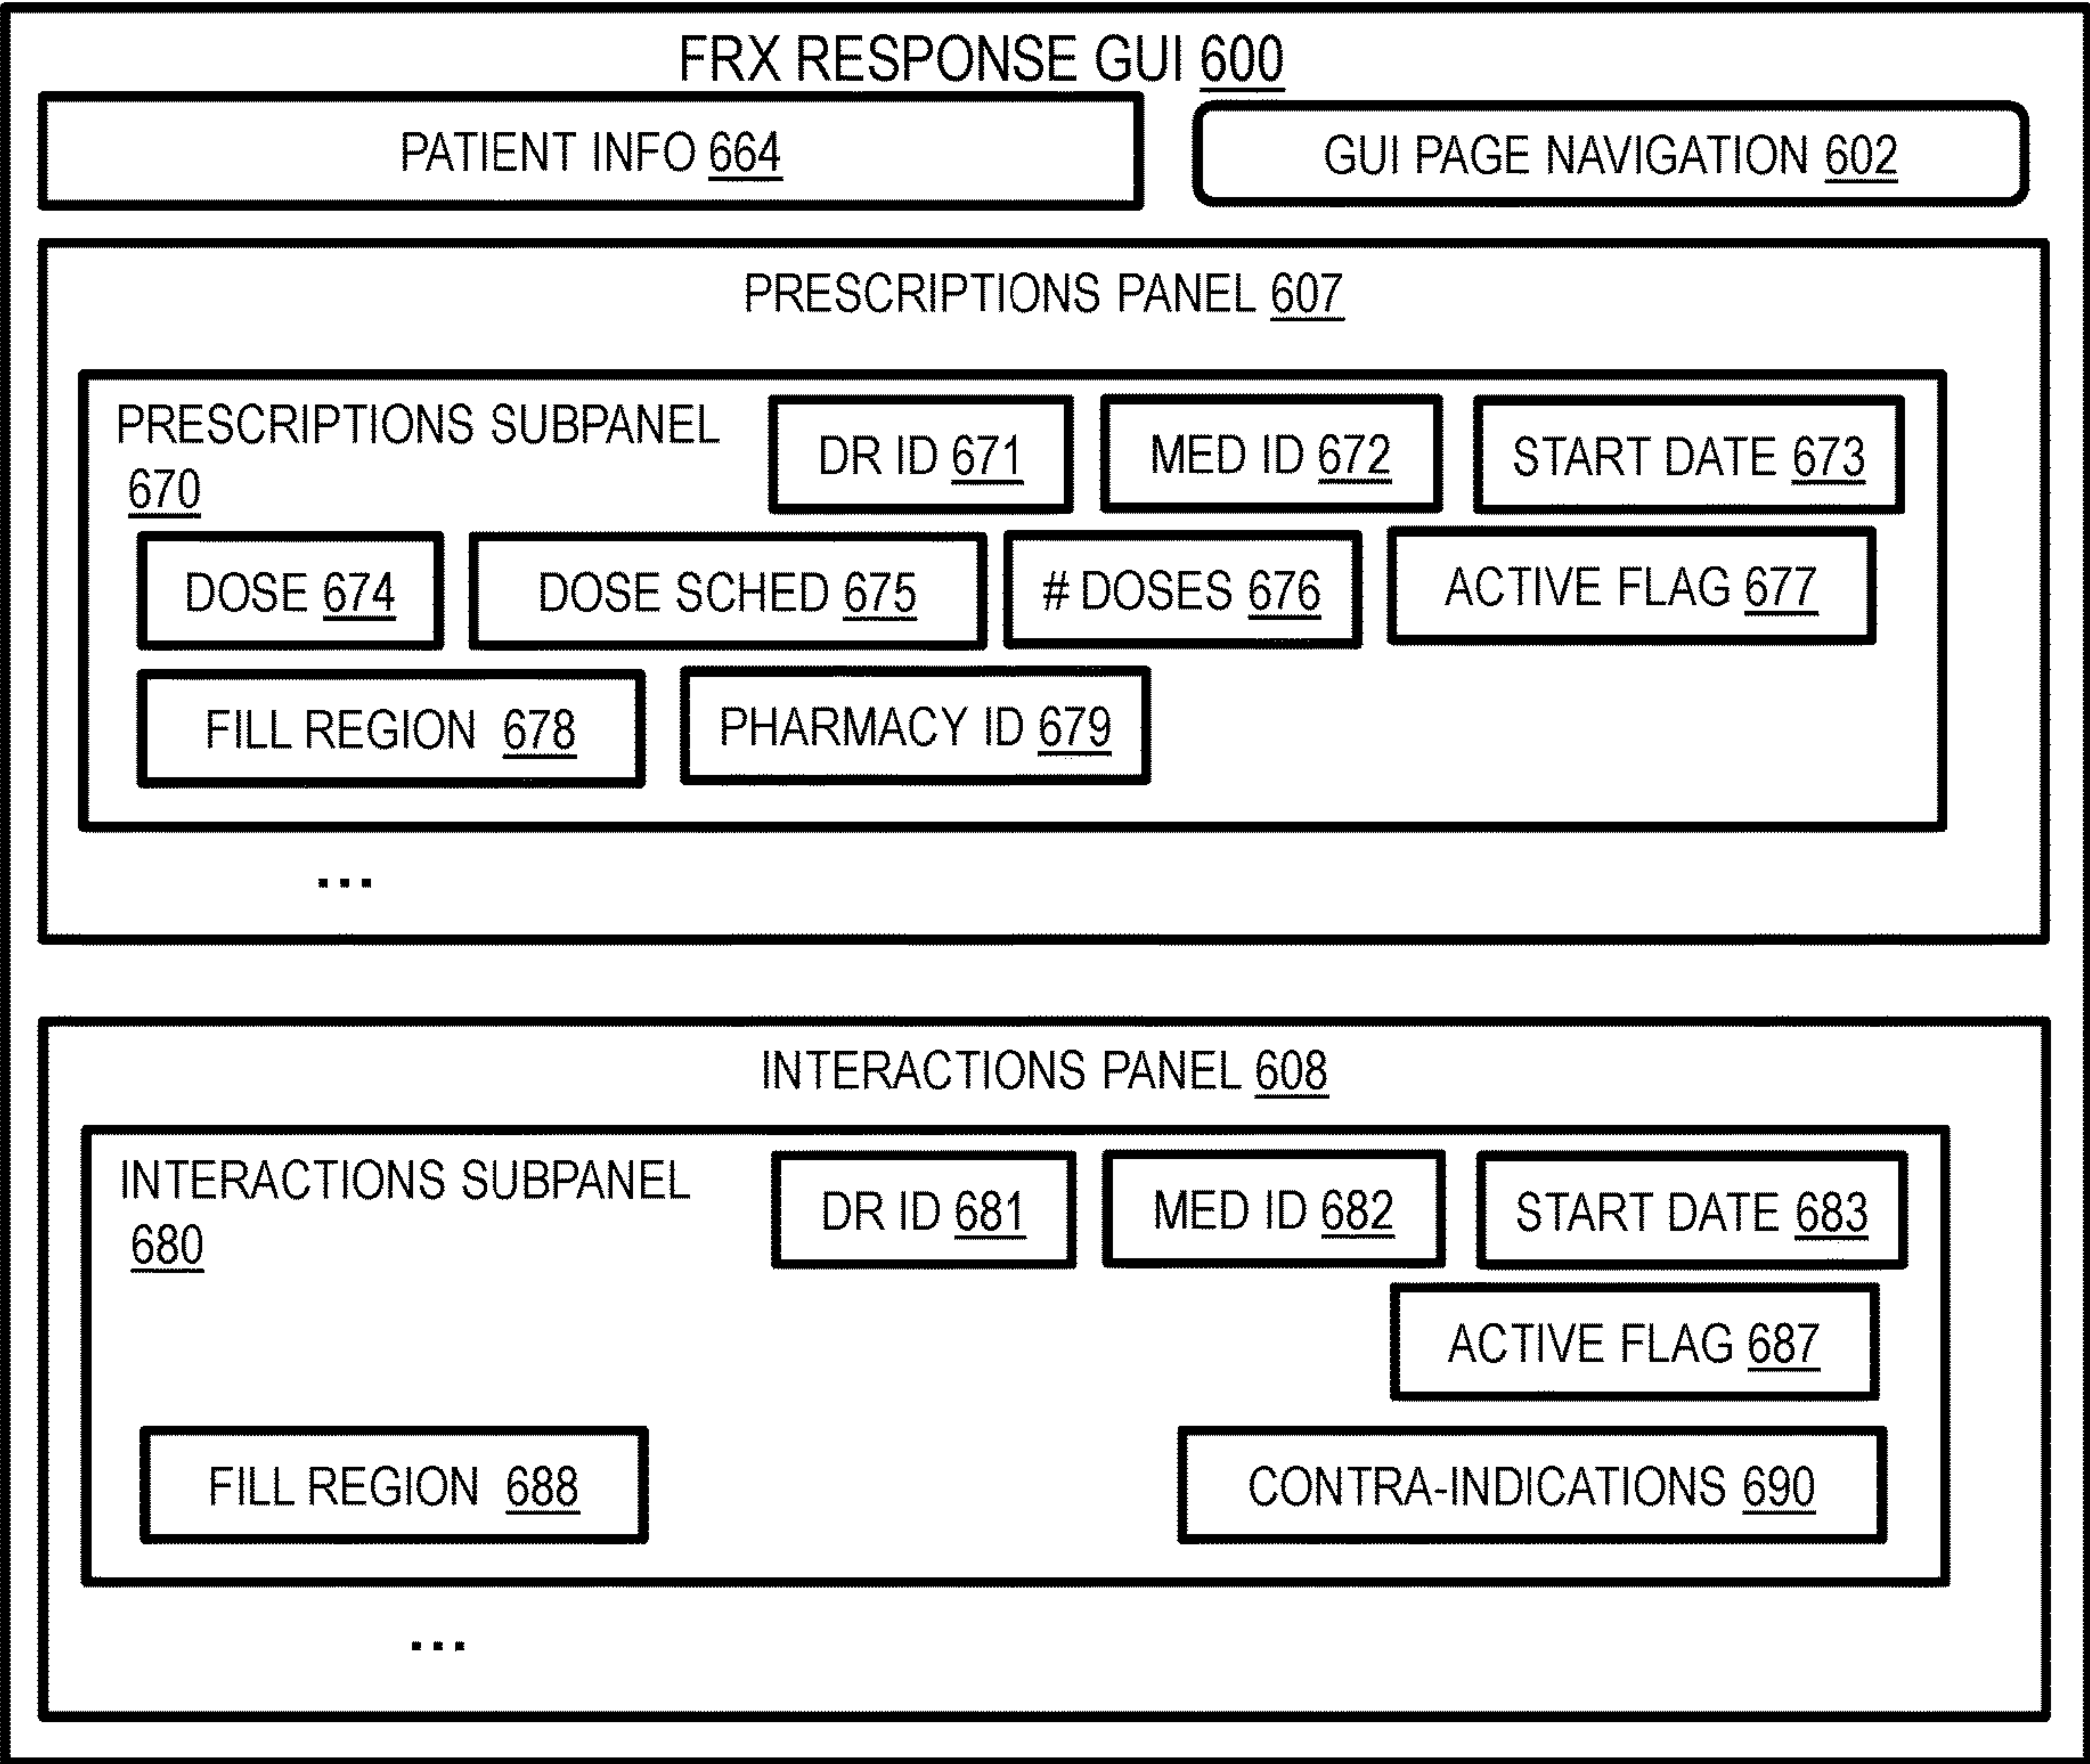 FRX RESPONSE GUI 600
PATIENT INFO 664
GUI PAGE NAVIGATION 602
PRESCRIPTIONS PANEL 607
PRESCRIPTIONS SUBPANEL
670
DR ID 671
MED ID 672
START DATE 673
DOSE 674
DOSE SCHED 675
# DOSES 676
ACTIVE FLAG 677
FILL REGION 678
PHARMACY ID 679
...
INTERACTIONS PANEL 608
INTERACTIONS SUBPANEL
680
DR ID 681
MED ID 682
START DATE 683
ACTIVE FLAG 687
FILL REGION 688
CONTRA-INDICATIONS 690
...